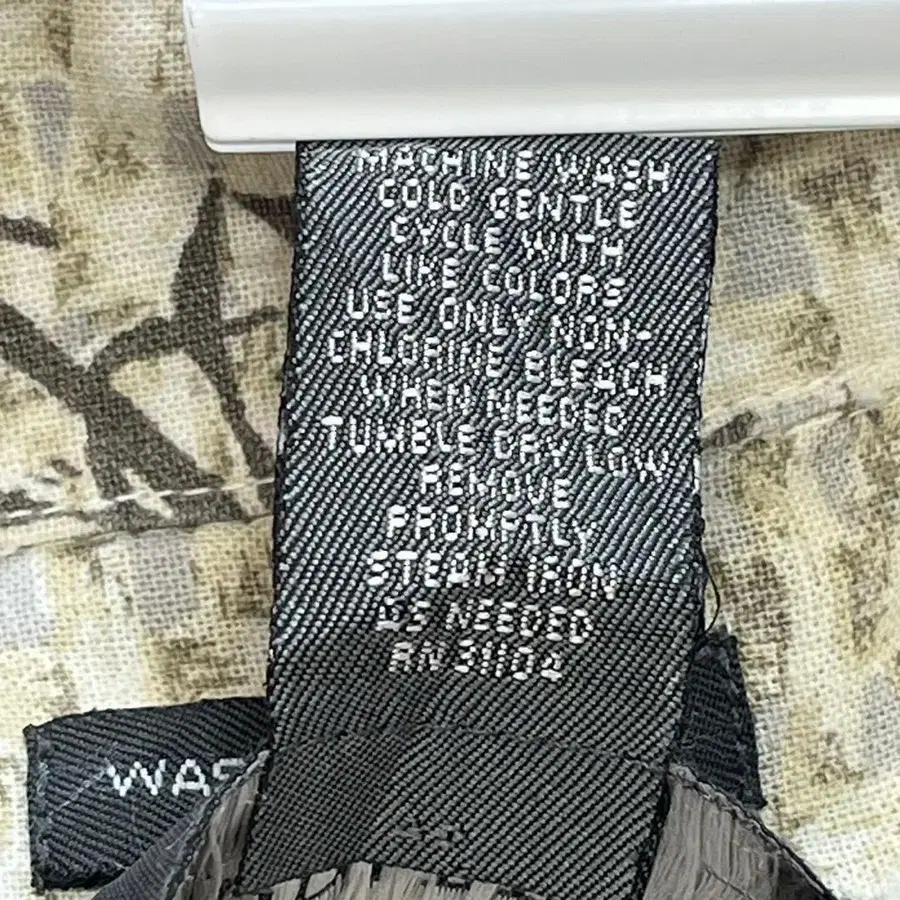 MACHINE WASH
COLD GENTLE
CYCLE WITH
LIKE COLORS
USE ONLY NON-
CHLORINE BLEACH
WHEN NEEDED
TUMBLE DRY LOW
REMOVE
PROMPTLY
STEAM IRON
AS NEEDED
RN 31104
WAS